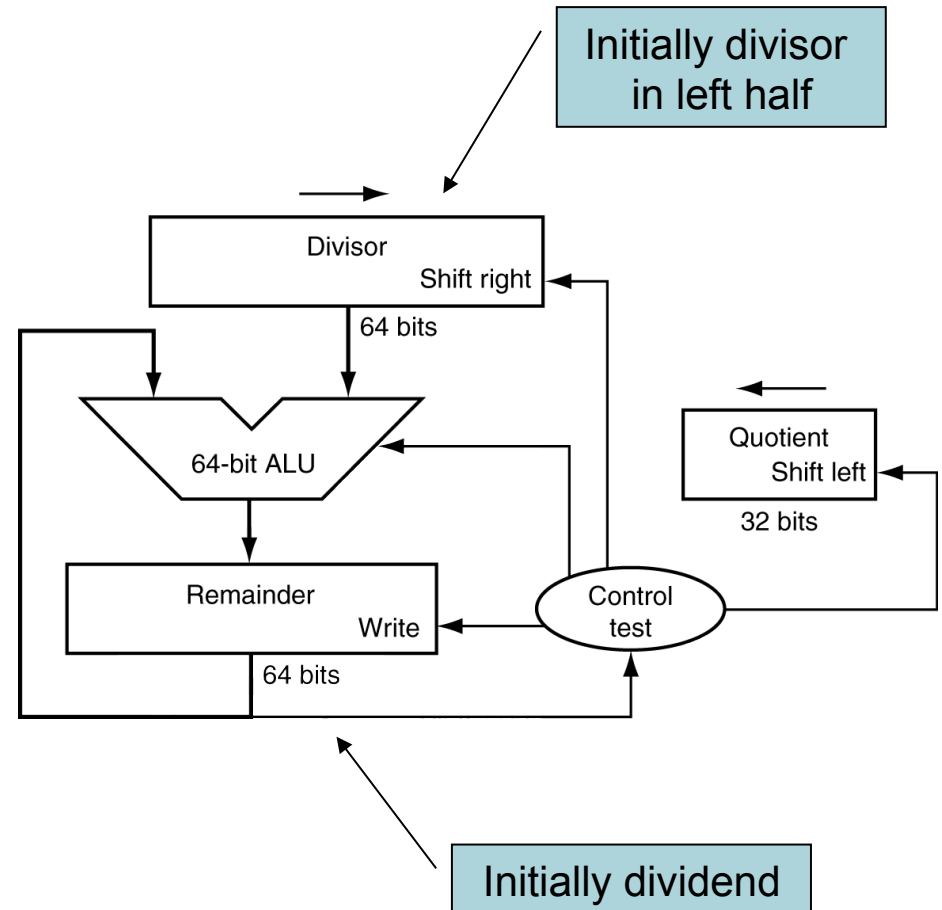 Initially divisor
in left half
Divisor
Shift right
64 bits
64-bit ALU
Quotient
Shift left
32 bits
Remainder
Write
Control
test
64 bits
Initially dividend